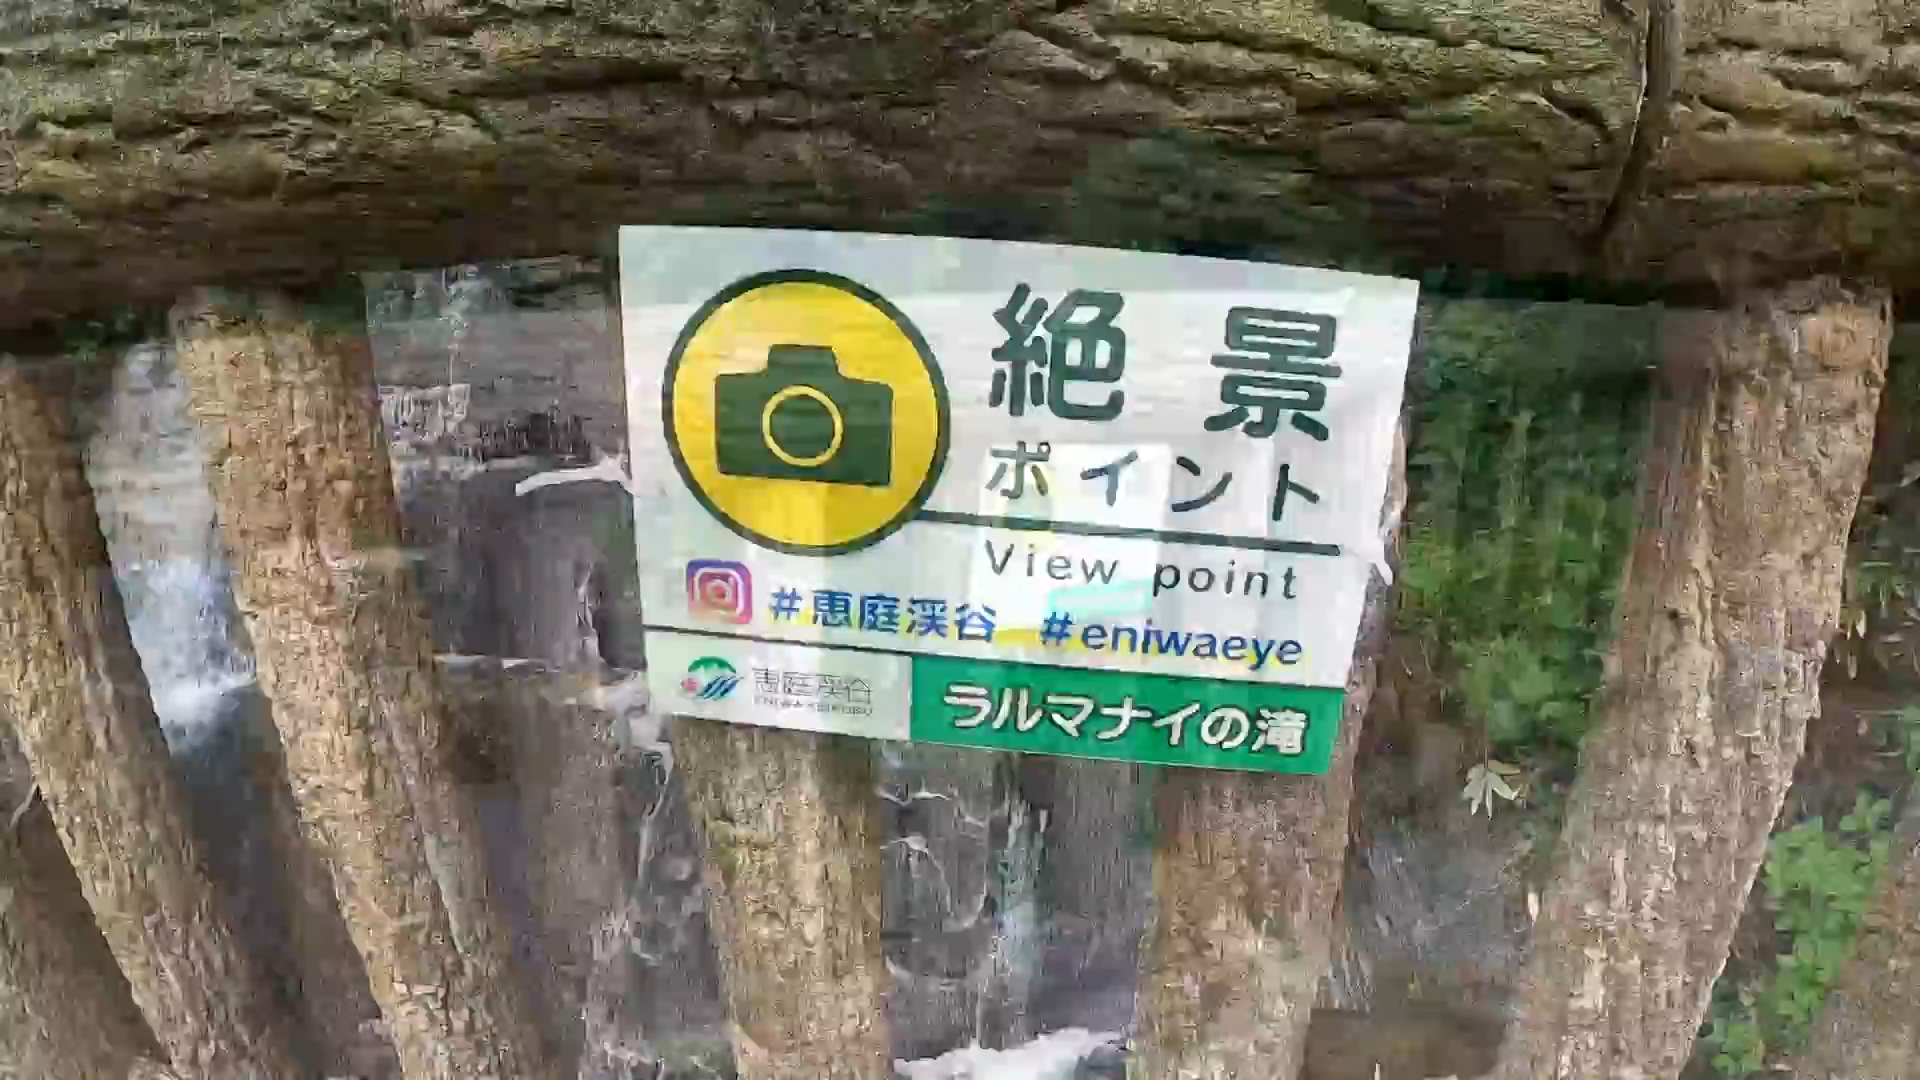 絶景
ポイント
View point
#恵庭渓谷 #eniwaeye
恵庭渓谷
ラルマナイの滝